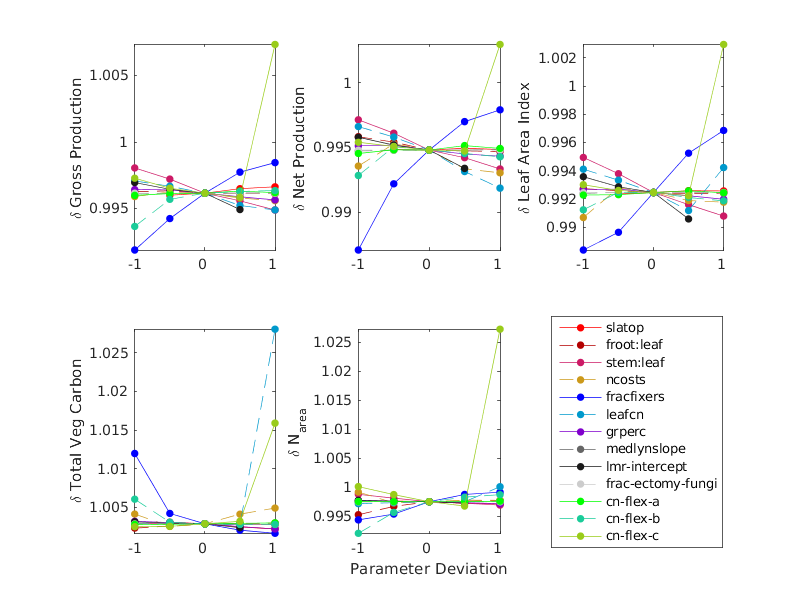 δ Gross Production
1.005
1
0.995
-1 0 1
δ Net Production
1
0.995
0.99
-1 0 1
δ Leaf Area Index
1.002
1
0.998
0.996
0.994
0.992
0.99
-1 0 1
δ Total Veg Carbon
1.025
1.02
1.015
1.01
1.005
-1 0 1
δ N_area
1.025
1.02
1.015
1.01
1.005
1
0.995
-1 0 1
Parameter Deviation
slatop
froot:leaf
stem:leaf
ncosts
fracfixers
leafcn
grperc
medlynslope
lmr-intercept
frac-ectomy-fungi
cn-flex-a
cn-flex-b
cn-flex-c